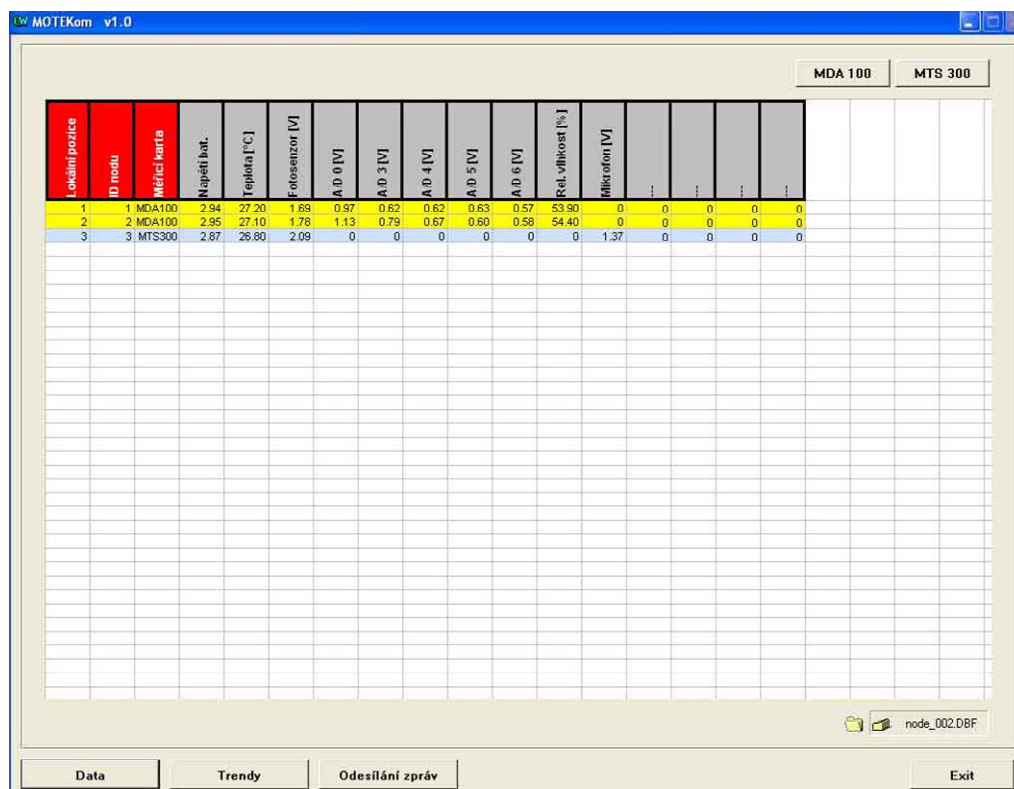 MOTEKom v1.0
MDA 100 MTS 300
Lokální pozice ID nodu Měřicí karta Napětí bat. Teplota [°C] Fotosenzor [V] A/D 0 [V] A/D 3 [V] A/D 4 [V] A/D 5 [V] A/D 6 [V] Rel. vlhkost [%] Mikrofon [V] --- --- --- ---
1 1 MDA100 2.94 27.20 1.69 0.97 0.62 0.62 0.63 0.57 53.90 0 0 0 0 0
2 2 MDA100 2.95 27.10 1.78 1.13 0.79 0.67 0.60 0.58 54.40 0 0 0 0 0
3 3 MTS300 2.87 26.80 2.09 0 0 0 0 0 0 1.37 0 0 0 0
node_002.DBF
Data Trendy Odesílání zpráv Exit